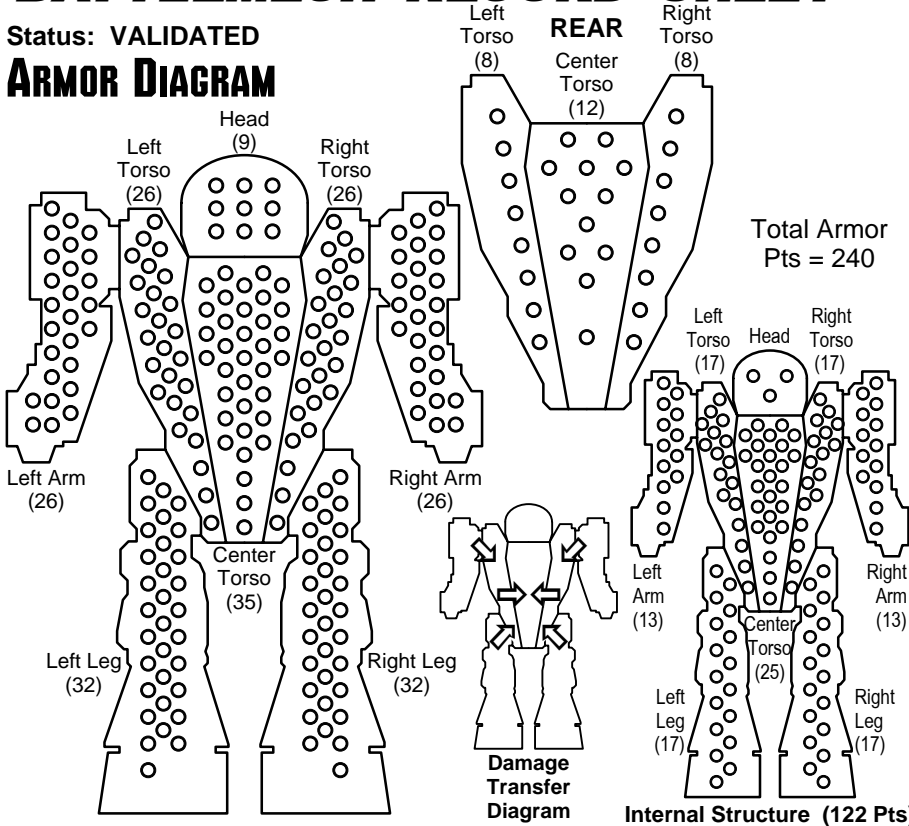 Status: VALIDATED
ARMOR DIAGRAM
Left
Torso
(8)
REAR
Right
Torso
(8)
Center
Torso
(12)
Head
(9)
Left
Torso
(26)
Right
Torso
(26)
Total Armor
Pts = 240
Left Arm
(26)
Right Arm
(26)
Center
Torso
(35)
Left Leg
(32)
Right Leg
(32)
Damage
Transfer
Diagram
Left
Torso
(17)
Head
Right
Torso
(17)
Left
Arm
(13)
Right
Arm
(13)
Center
Torso
(25)
Left
Leg
(17)
Right
Leg
(17)
Internal Structure (122 Pts)